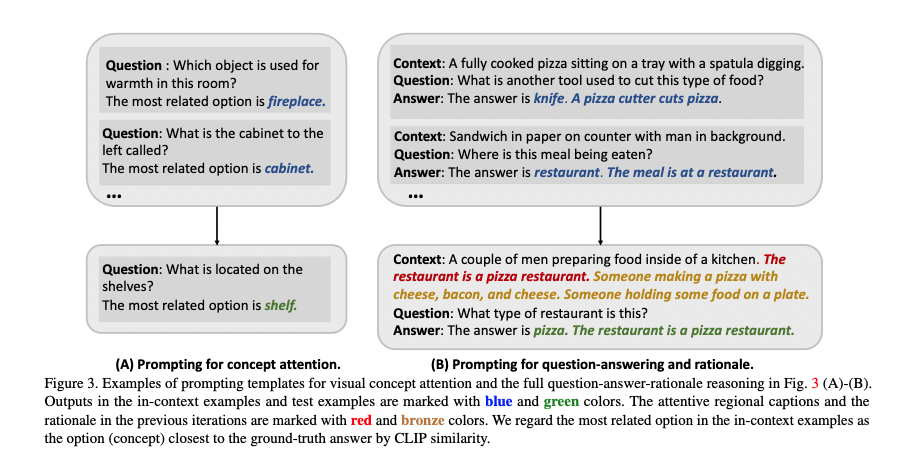 Question : Which object is used for
warmth in this room?
The most related option is fireplace.
Question: What is the cabinet to the
left called?
The most related option is cabinet.
...
Question: What is located on the
shelves?
The most related option is shelf.
(A) Prompting for concept attention.
Context: A fully cooked pizza sitting on a tray with a spatula digging.
Question: What is another tool used to cut this type of food?
Answer: The answer is knife. A pizza cutter cuts pizza.
Context: Sandwich in paper on counter with man in background.
Question: Where is this meal being eaten?
Answer: The answer is restaurant. The meal is at a restaurant.
...
Context: A couple of men preparing food inside of a kitchen. The
restaurant is a pizza restaurant. Someone making a pizza with
cheese, bacon, and cheese. Someone holding some food on a plate.
Question: What type of restaurant is this?
Answer: The answer is pizza. The restaurant is a pizza restaurant.
(B) Prompting for question-answering and rationale.
Figure 3. Examples of prompting templates for visual concept attention and the full question-answer-rationale reasoning in Fig. 3 (A)-(B).
Outputs in the in-context examples and test examples are marked with blue and green colors. The attentive regional captions and the
rationale in the previous iterations are marked with red and bronze colors. We regard the most related option in the in-context examples as
the option (concept) closest to the ground-truth answer by CLIP similarity.